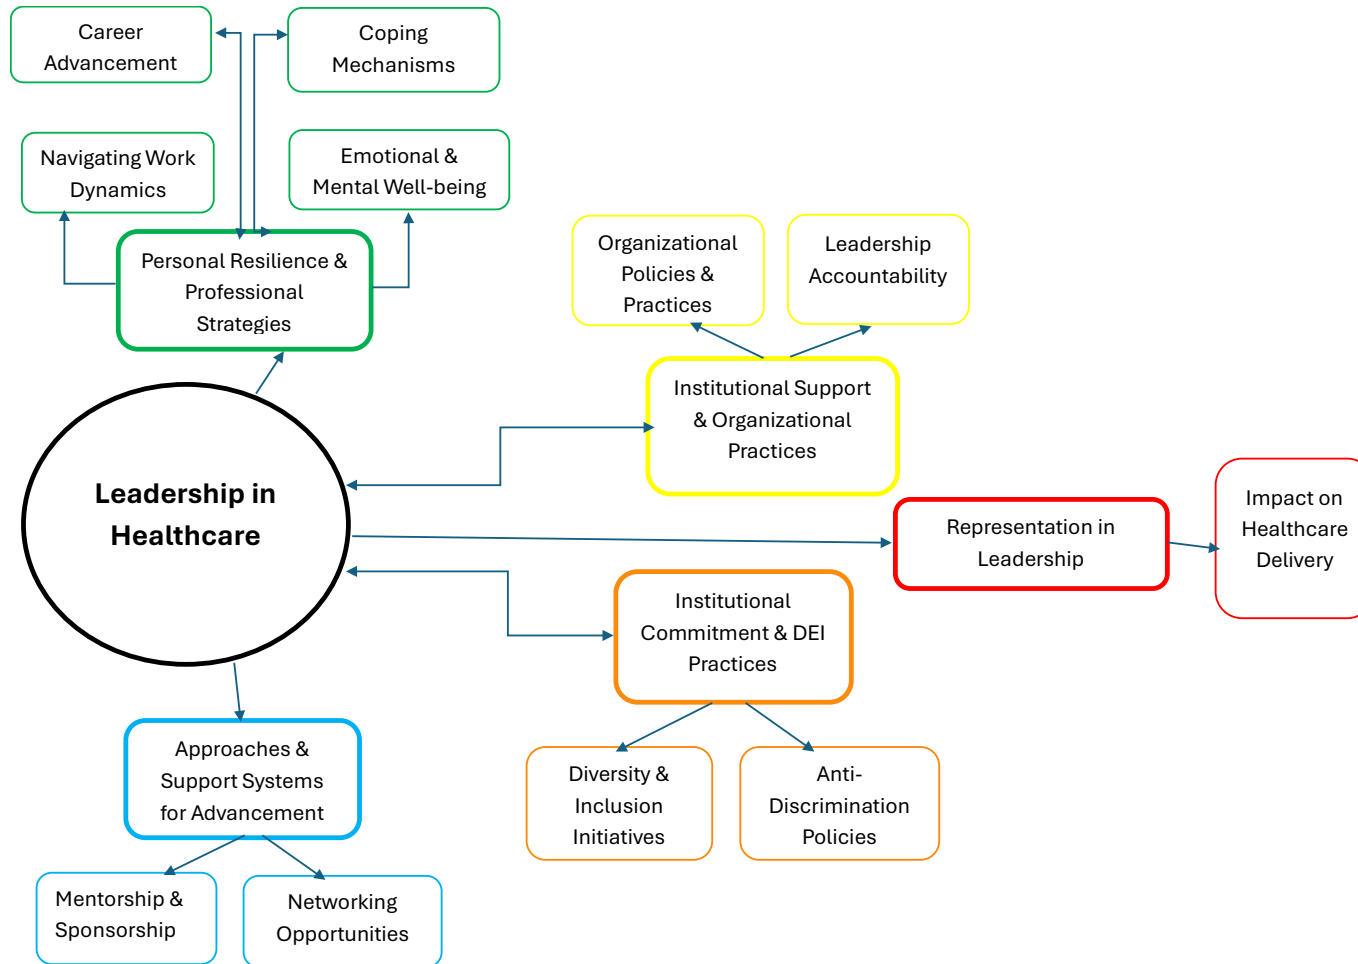 Career
Advancement
Coping
Mechanisms
Navigating Work
Dynamics
Emotional &
Mental Well-being
Personal Resilience &
Professional
Strategies
Organizational
Policies &
Practices
Leadership
Accountability
Institutional Support
& Organizational
Practices
Leadership in
Healthcare
Representation in
Leadership
Impact on
Healthcare
Delivery
Institutional
Commitment & DEI
Practices
Approaches &
Support Systems
for Advancement
Diversity &
Inclusion
Initiatives
Anti-
Discrimination
Policies
Mentorship &
Sponsorship
Networking
Opportunities